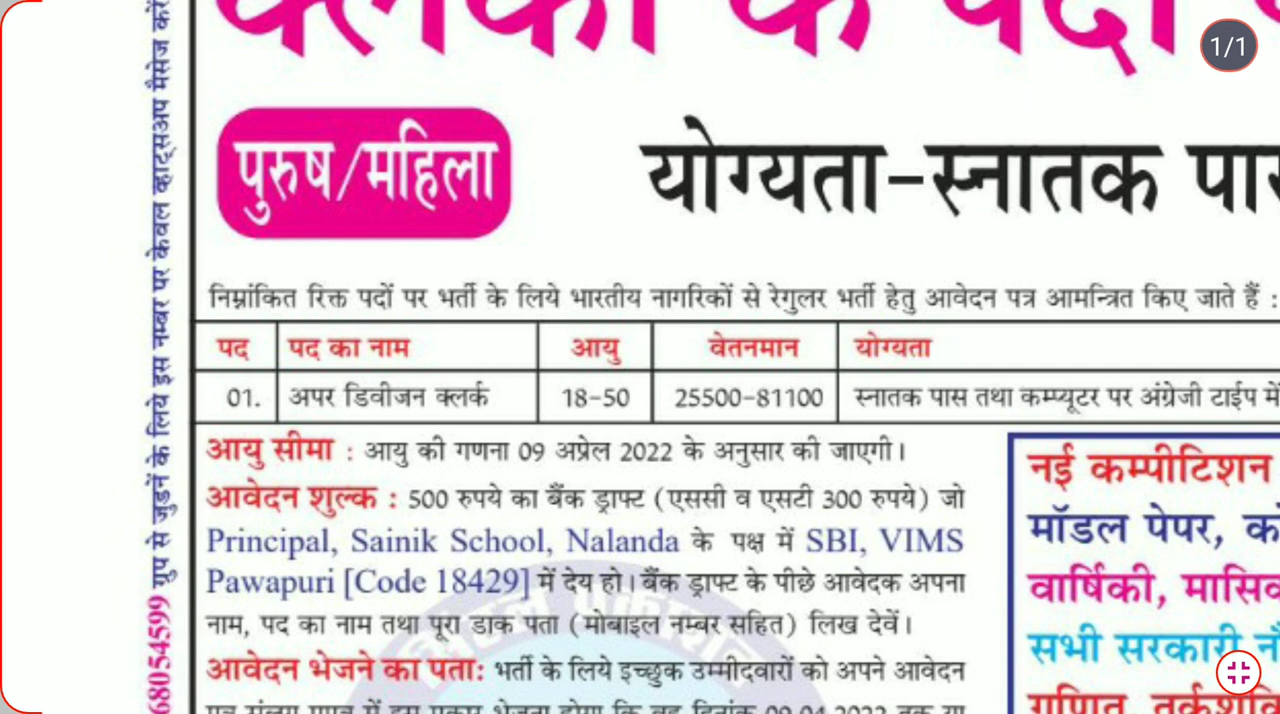 क्लर्कों के पदों
1/1
पुरुष/महिला
योग्यता-स्नातक पास
निम्नांकित रिक्त पदों पर भर्ती के लिये भारतीय नागरिकों से रेगुलर भर्ती हेतु आवेदन पत्र आमन्त्रित किए जाते हैं :
पद पद का नाम आयु वेतनमान योग्यता
01. अपर डिवीजन क्लर्क 18-50 25500-81100 स्नातक पास तथा कम्प्यूटर पर अंग्रेजी टाईप में
आयु सीमा : आयु की गणना 09 अप्रेल 2022 के अनुसार की जाएगी।
आवेदन शुल्क : 500 रुपये का बैंक ड्राफ्ट (एससी व एसटी 300 रुपये) जो
Principal, Sainik School, Nalanda के पक्ष में SBI, VIMS
Pawapuri [Code 18429] में देय हो। बैंक ड्राफ्ट के पीछे आवेदक अपना
नाम, पद का नाम तथा पूरा डाक पता (मोबाइल नम्बर सहित) लिख देवें।
आवेदन भेजने का पता: भर्ती के लिये इच्छुक उम्मीदवारों को अपने आवेदन
नई कम्पीटिशन
मॉडल पेपर,
वार्षिकी, मासिक
सभी सरकारी
गणित, तर्कशक्ति
68054599 ग्रुप से जुड़नें के लिये इस नम्बर पर केवल व्हाट्सअप मैसेज करें